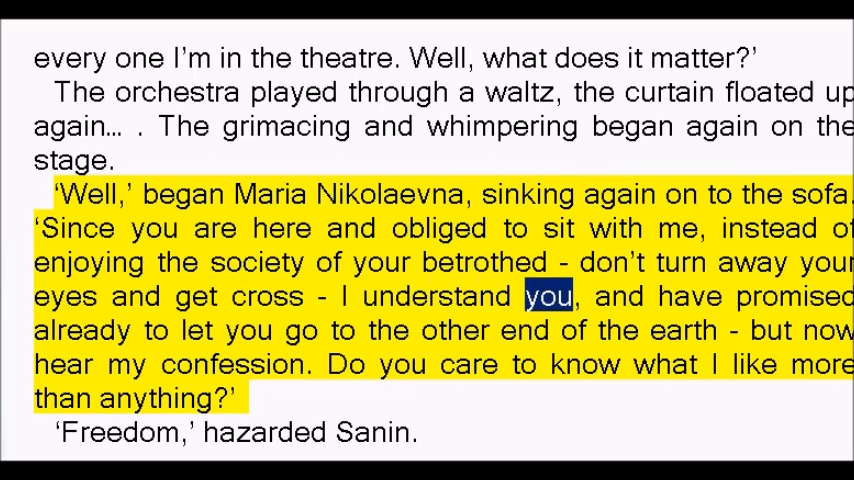 every one I'm in the theatre. Well, what does it matter?'
The orchestra played through a waltz, the curtain floated up
again... . The grimacing and whimpering began again on the
stage.
'Well,' began Maria Nikolaevna, sinking again on to the sofa.
'Since you are here and obliged to sit with me, instead of
enjoying the society of your betrothed - don't turn away your
eyes and get cross - I understand you, and have promised
already to let you go to the other end of the earth - but now
hear my confession. Do you care to know what I like more
than anything?'
'Freedom,' hazarded Sanin.